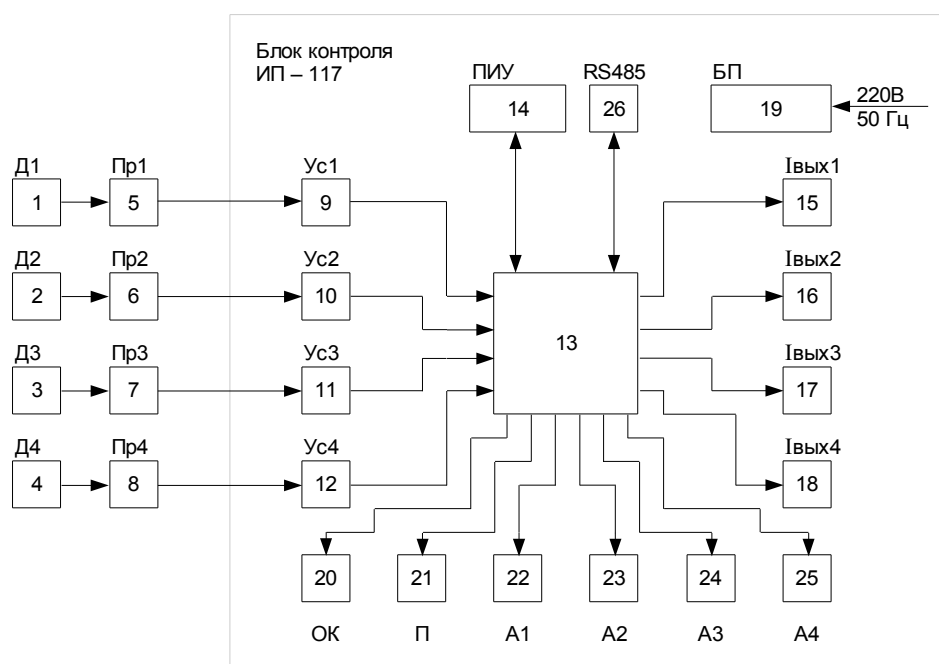 Блок контроля
ИП – 117
ПИУ
RS485
БП
14
26
19
220В
50 Гц
Д1
Пр1
Ус1
Iвых1
1
5
9
15
Д2
Пр2
Ус2
Iвых2
2
6
10
16
13
Д3
Пр3
Ус3
Iвых3
3
7
11
17
Д4
Пр4
Ус4
Iвых4
4
8
12
18
20
21
22
23
24
25
ОК
П
А1
А2
А3
А4